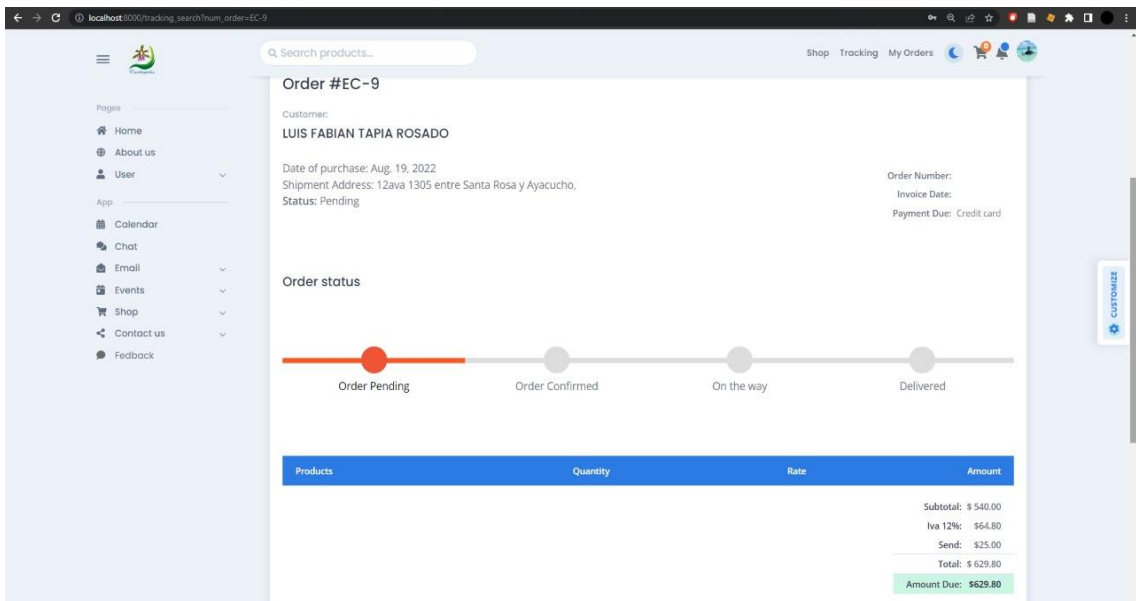 localhost:8000/tracking_search?num_order=EC-9
Search products...
Shop Tracking My Orders
Pages
Home
About us
User
App
Calendar
Chat
Email
Events
Shop
Contact us
Fedback
Order #EC-9
Customer:
LUIS FABIAN TAPIA ROSADO
Date of purchase: Aug. 19, 2022
Shipment Address: 12ava 1305 entre Santa Rosa y Ayacucho,
Status: Pending
Order Number:
Invoice Date:
Payment Due: Credit card
Order status
Order Pending Order Confirmed On the way Delivered
Products Quantity Rate Amount
Subtotal: $ 540.00
Iva 12%: $64.80
Send: $25.00
Total: $ 629.80
Amount Due: $629.80
CUSTOMIZE